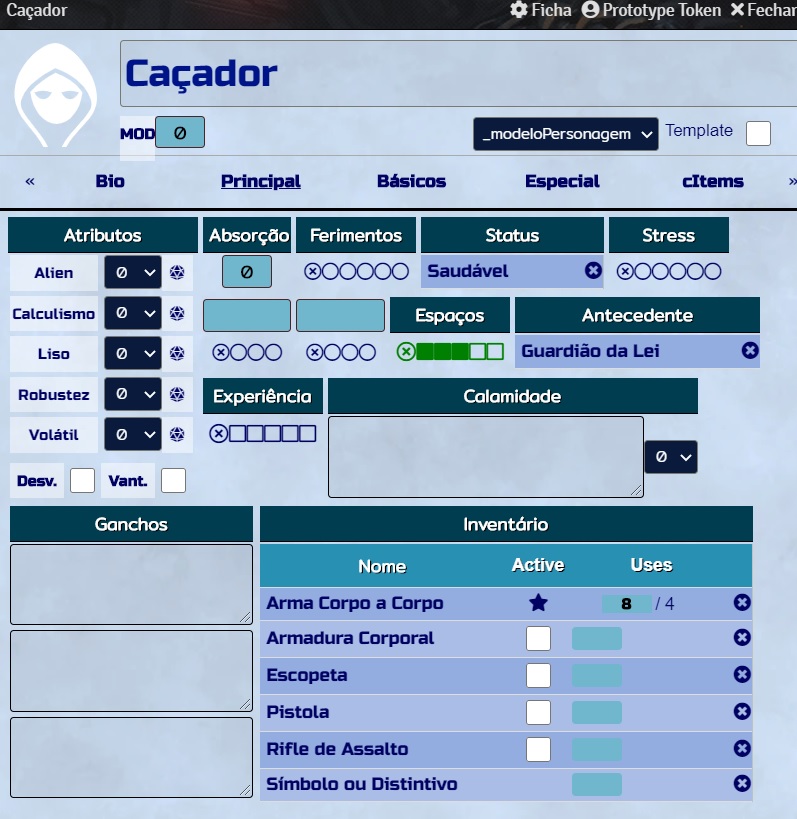 Caçador Ficha Prototype Token Fechar
Caçador
MOD 0 _modeloPersonagem Template
« Bio Principal Básicos Especial cItems »
Atributos Absorção Ferimentos Status Stress
Alien 0 0 Saudável
Calculismo 0 Espaços Antecedente
Liso 0 Guardião da Lei
Robustez 0 Experiência Calamidade
Volátil 0
0
Desv. Vant.
Ganchos Inventário
Nome Active Uses
Arma Corpo a Corpo 8 / 4
Armadura Corporal
Escopeta
Pistola
Rifle de Assalto
Símbolo ou Distintivo